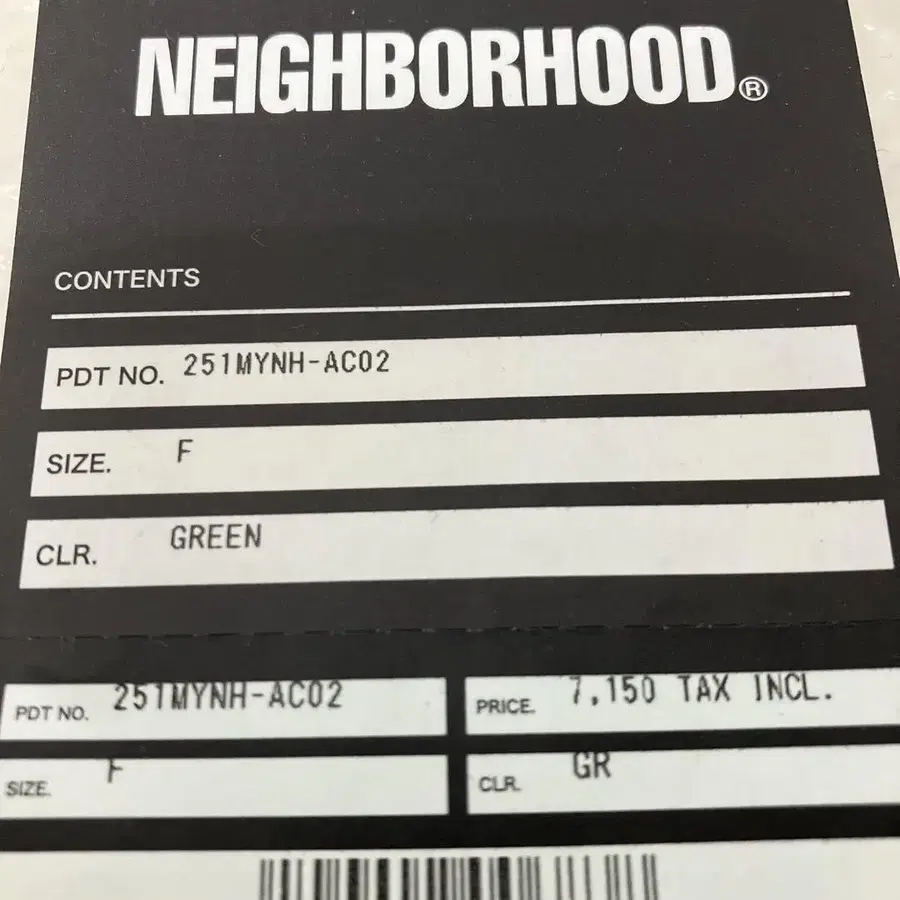 NEIGHBORHOOD®
CONTENTS
PDT NO. 251MYNH-AC02
SIZE. F
CLR. GREEN
PDT NO. 251MYNH-AC02
PRICE. 7,150 TAX INCL.
SIZE. F
CLR. GR